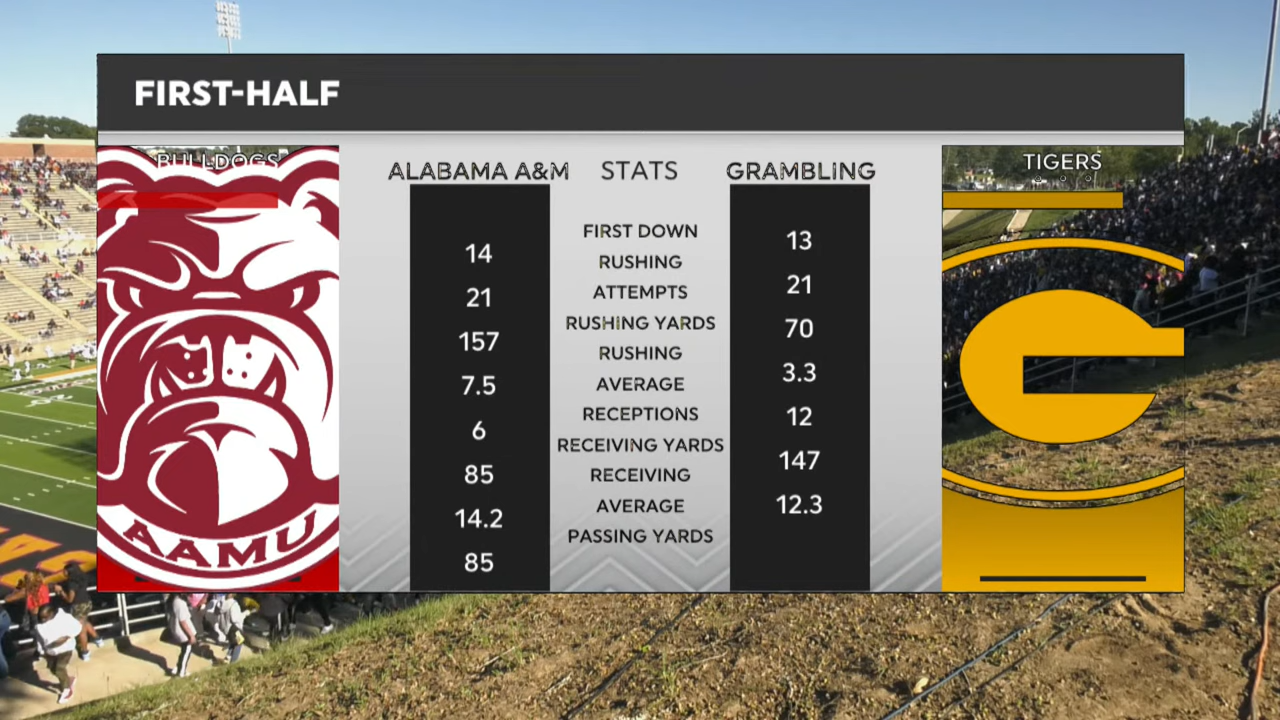 FIRST-HALF
BULLDOGS
ALABAMA A&M STATS GRAMBLING
TIGERS
FIRST DOWN
RUSHING
ATTEMPTS
RUSHING YARDS
RUSHING
AVERAGE
RECEPTIONS
RECEIVING YARDS
RECEIVING
AVERAGE
PASSING YARDS
14
21
157
7.5
6
85
14.2
85
13
21
70
3.3
12
147
12.3
AAMU
G